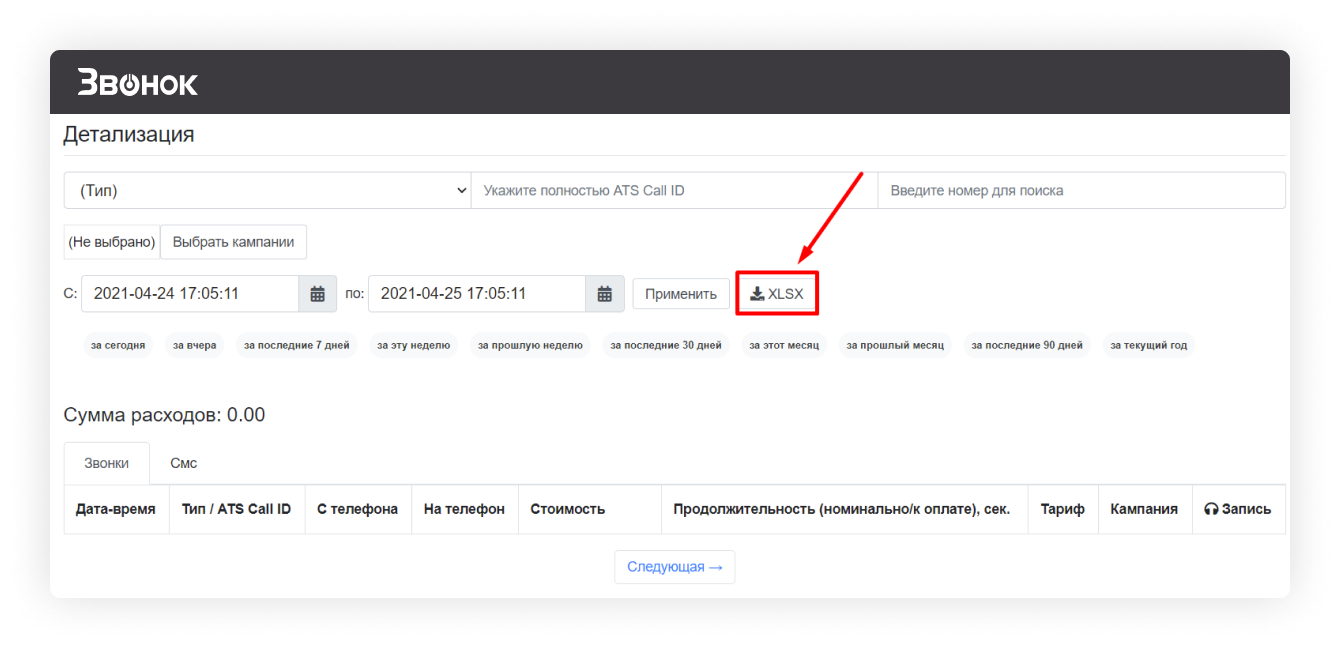 Звонок
Детализация
(Тип) Укажите полностью ATS Call ID Введите номер для поиска
(Не выбрано) Выбрать кампании
С: 2021-04-24 17:05:11 по: 2021-04-25 17:05:11 Применить XLSX
за сегодня за вчера за последние 7 дней за эту неделю за прошлую неделю за последние 30 дней за этот месяц за прошлый месяц за последние 90 дней за текущий год
Сумма расходов: 0.00
Звонки Смс
Дата-время Тип / ATS Call ID С телефона На телефон Стоимость Продолжительность (номинально/к оплате), сек. Тариф Кампания Запись
Следующая →